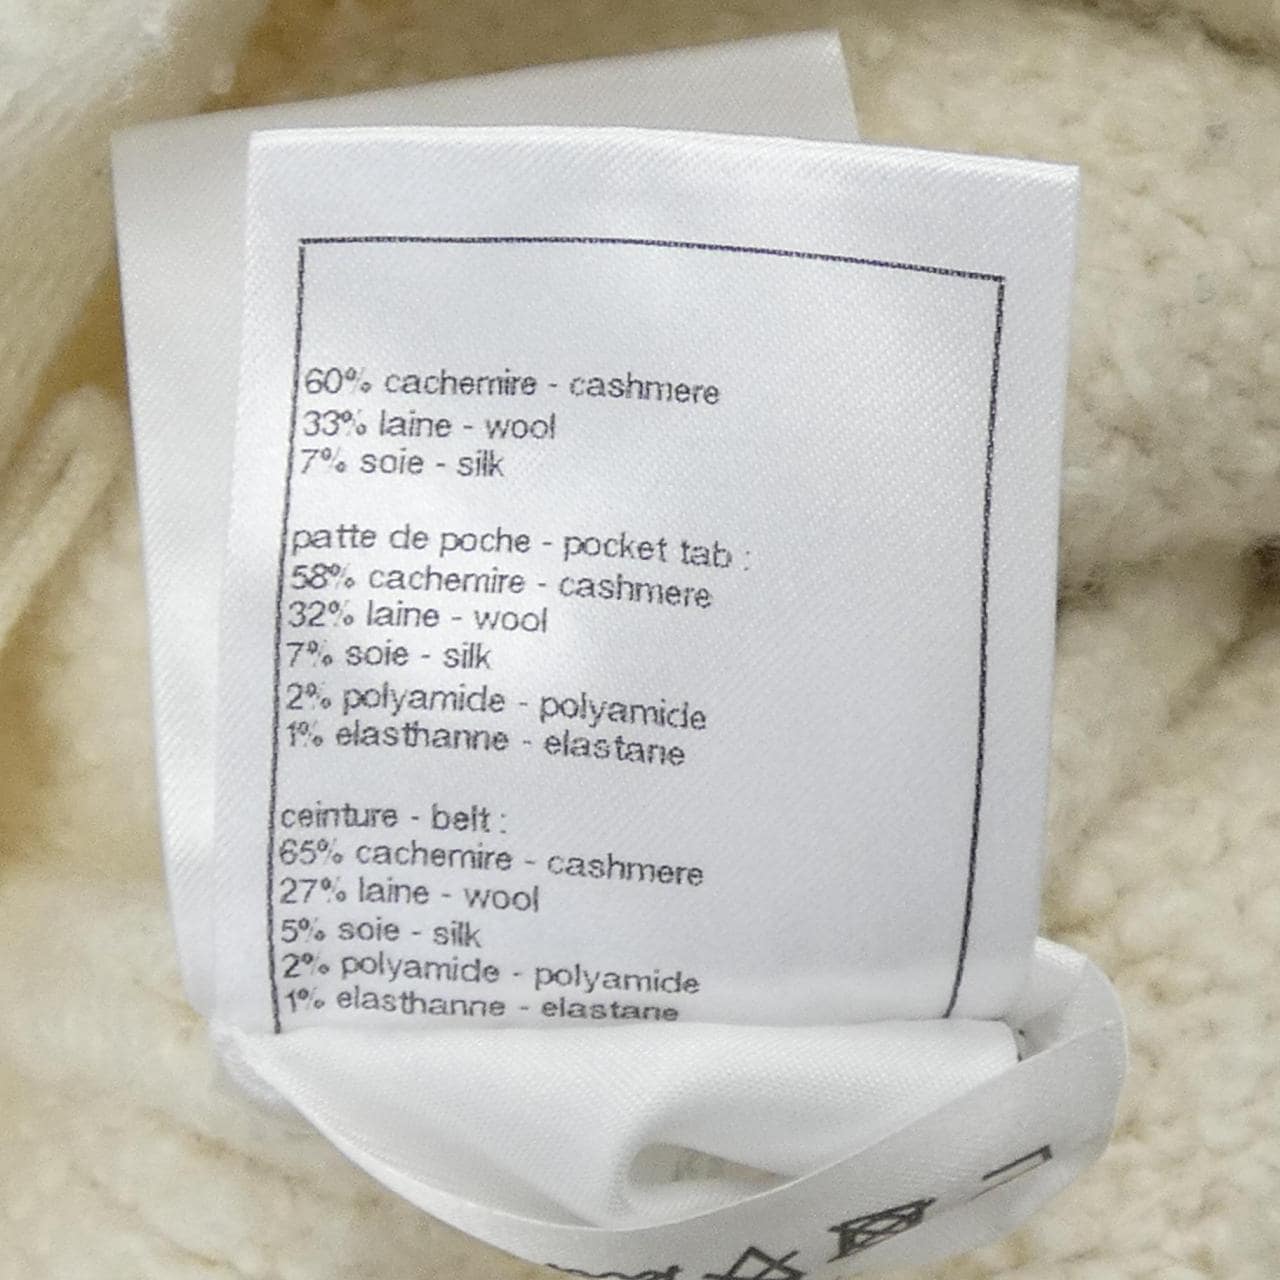 60% cachemire - cashmere
33% laine - wool
7% soie - silk
patte de poche - pocket tab :
58% cachemire - cashmere
32% laine - wool
7% soie - silk
2% polyamide - polyamide
1% elasthanne - elastane
ceinture - belt :
65% cachemire - cashmere
27% laine - wool
5% soie - silk
2% polyamide - polyamide
1% elasthanne - elastane